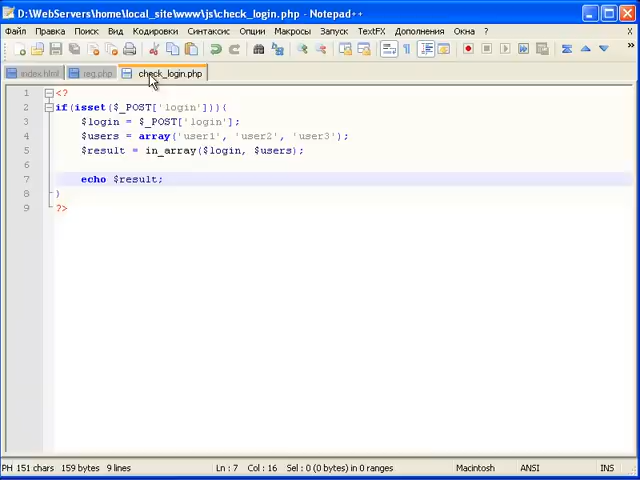 D:\WebServers\home\local_site\www\js\check_login.php - Notepad++
Файл Правка Поиск Вид Кодировки Синтаксис Опции Макросы Запуск TextFX Дополнения X
index.html reg.php check_login.php
1 <?
2 if(isset($_POST['login'])){
3 $login = $_POST['login'];
4 $users = array('user1', 'user2', 'user3');
5 $result = in_array($login, $users);
6
7 echo $result;
8 }
9 ?>
PH 151 chars 159 bytes 9 lines Ln : 7 Col : 16 Sel : 0 (0 bytes) in 0 ranges Macintosh ANSI INS